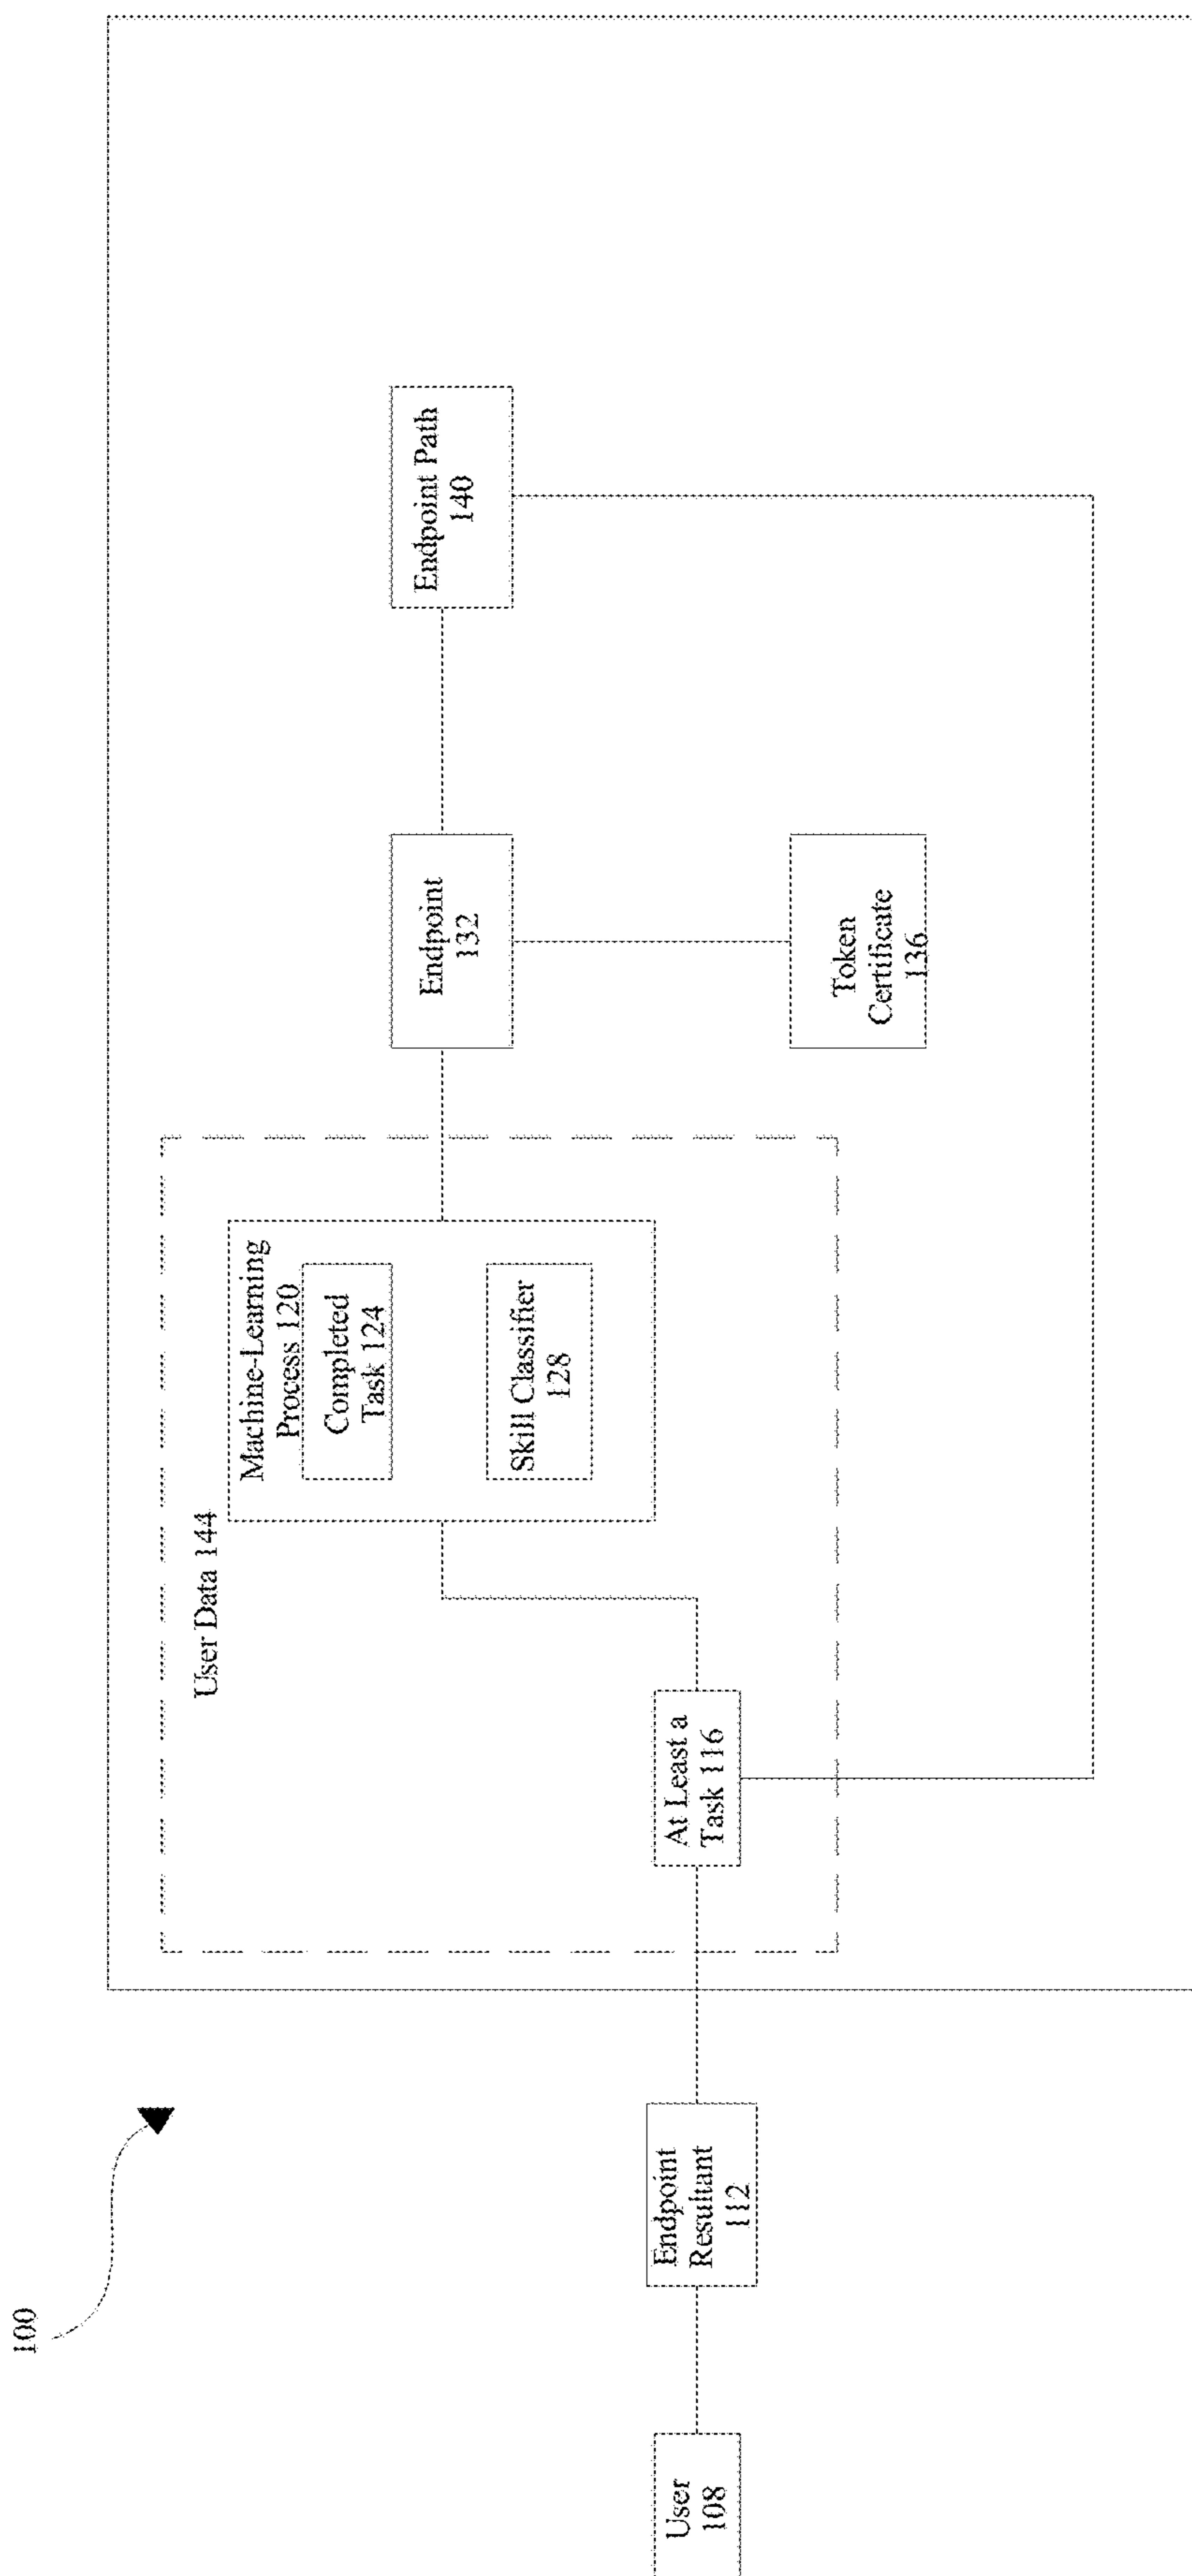 100
User
108
Endpoint
Resultant
112
User Data 144
At Least a
Task 116
Machine-Learning
Process 120
Completed
Task 124
Skill Classifier
128
Endpoint
132
Token
Certificate
136
Endpoint Path
140